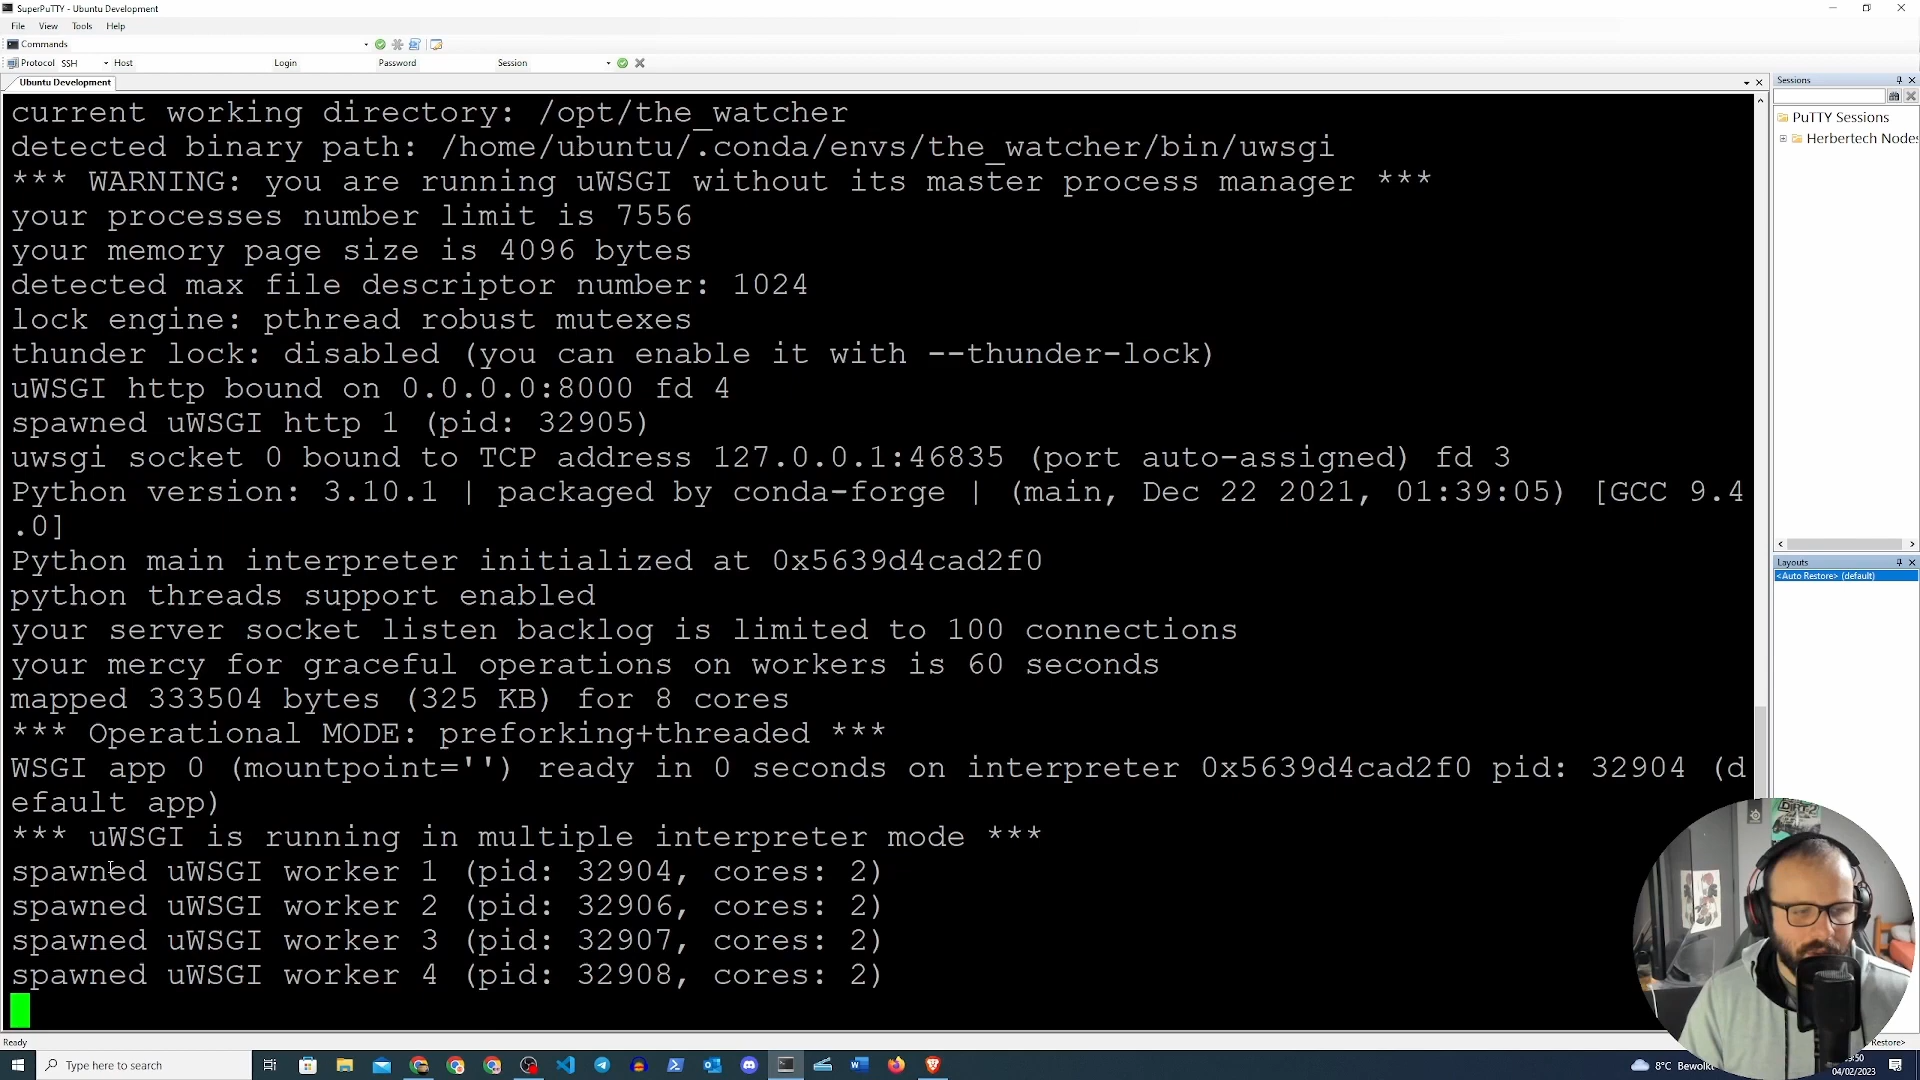 SuperPuTTY - Ubuntu Development
File View Tools Help
Commands
Protocol SSH Host Login Password Session
Ubuntu Development
current working directory: /opt/the_watcher
detected binary path: /home/ubuntu/.conda/envs/the_watcher/bin/uwsgi
*** WARNING: you are running uWSGI without its master process manager ***
your processes number limit is 7556
your memory page size is 4096 bytes
detected max file descriptor number: 1024
lock engine: pthread robust mutexes
thunder lock: disabled (you can enable it with --thunder-lock)
uWSGI http bound on 0.0.0.0:8000 fd 4
spawned uWSGI http 1 (pid: 32905)
uwsgi socket 0 bound to TCP address 127.0.0.1:46835 (port auto-assigned) fd 3
Python version: 3.10.1 | packaged by conda-forge | (main, Dec 22 2021, 01:39:05) [GCC 9.4
.0]
Python main interpreter initialized at 0x5639d4cad2f0
python threads support enabled
your server socket listen backlog is limited to 100 connections
your mercy for graceful operations on workers is 60 seconds
mapped 333504 bytes (325 KB) for 8 cores
*** Operational MODE: preforking+threaded ***
WSGI app 0 (mountpoint='') ready in 0 seconds on interpreter 0x5639d4cad2f0 pid: 32904 (d
efault app)
*** uWSGI is running in multiple interpreter mode ***
spawned uWSGI worker 1 (pid: 32904, cores: 2)
spawned uWSGI worker 2 (pid: 32906, cores: 2)
spawned uWSGI worker 3 (pid: 32907, cores: 2)
spawned uWSGI worker 4 (pid: 32908, cores: 2)
Sessions
PuTTY Sessions
Herbertech Nodes
Layouts
<Auto Restore> (default)
Ready
Restore>
Type here to search
8°C Bewolk
:50
04/02/2023